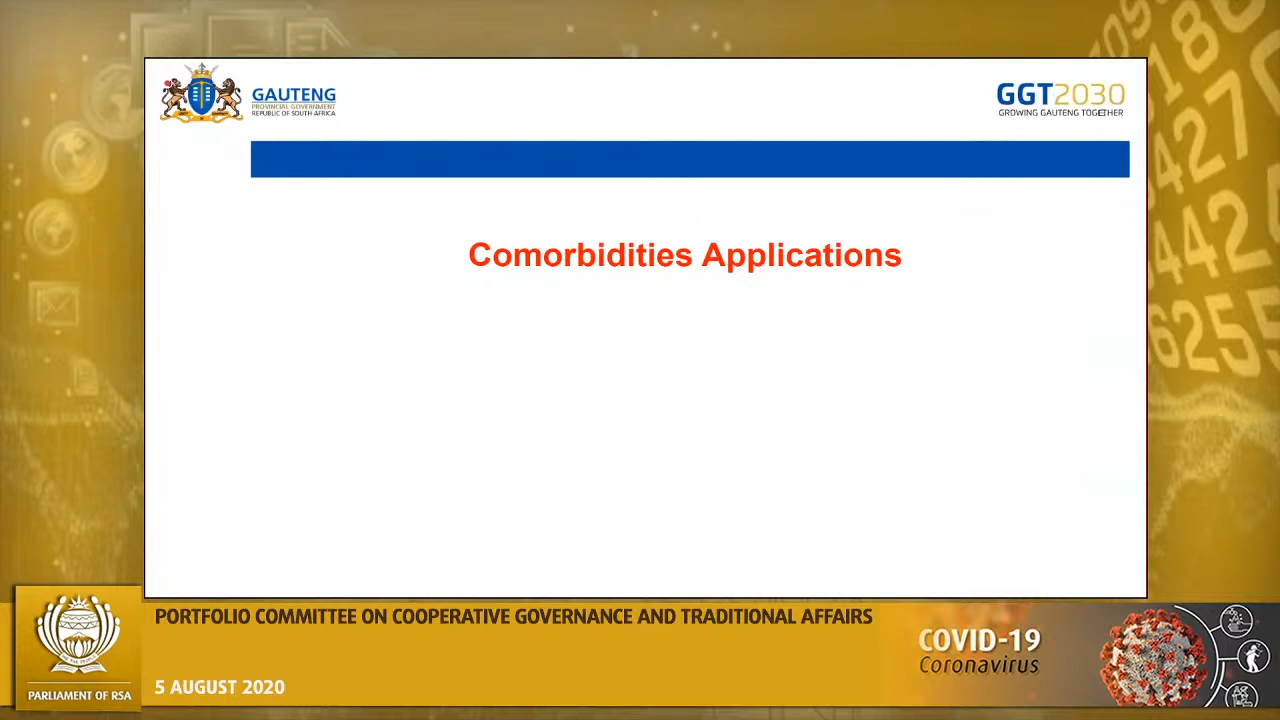 GAUTENG
PROVINCIAL GOVERNMENT
REPUBLIC OF SOUTH AFRICA
GGT2030
GROWING GAUTENG TOGETHER
Comorbidities Applications
PORTFOLIO COMMITTEE ON COOPERATIVE GOVERNANCE AND TRADITIONAL AFFAIRS
5 AUGUST 2020
PARLIAMENT OF RSA
COVID-19
Coronavirus
6255